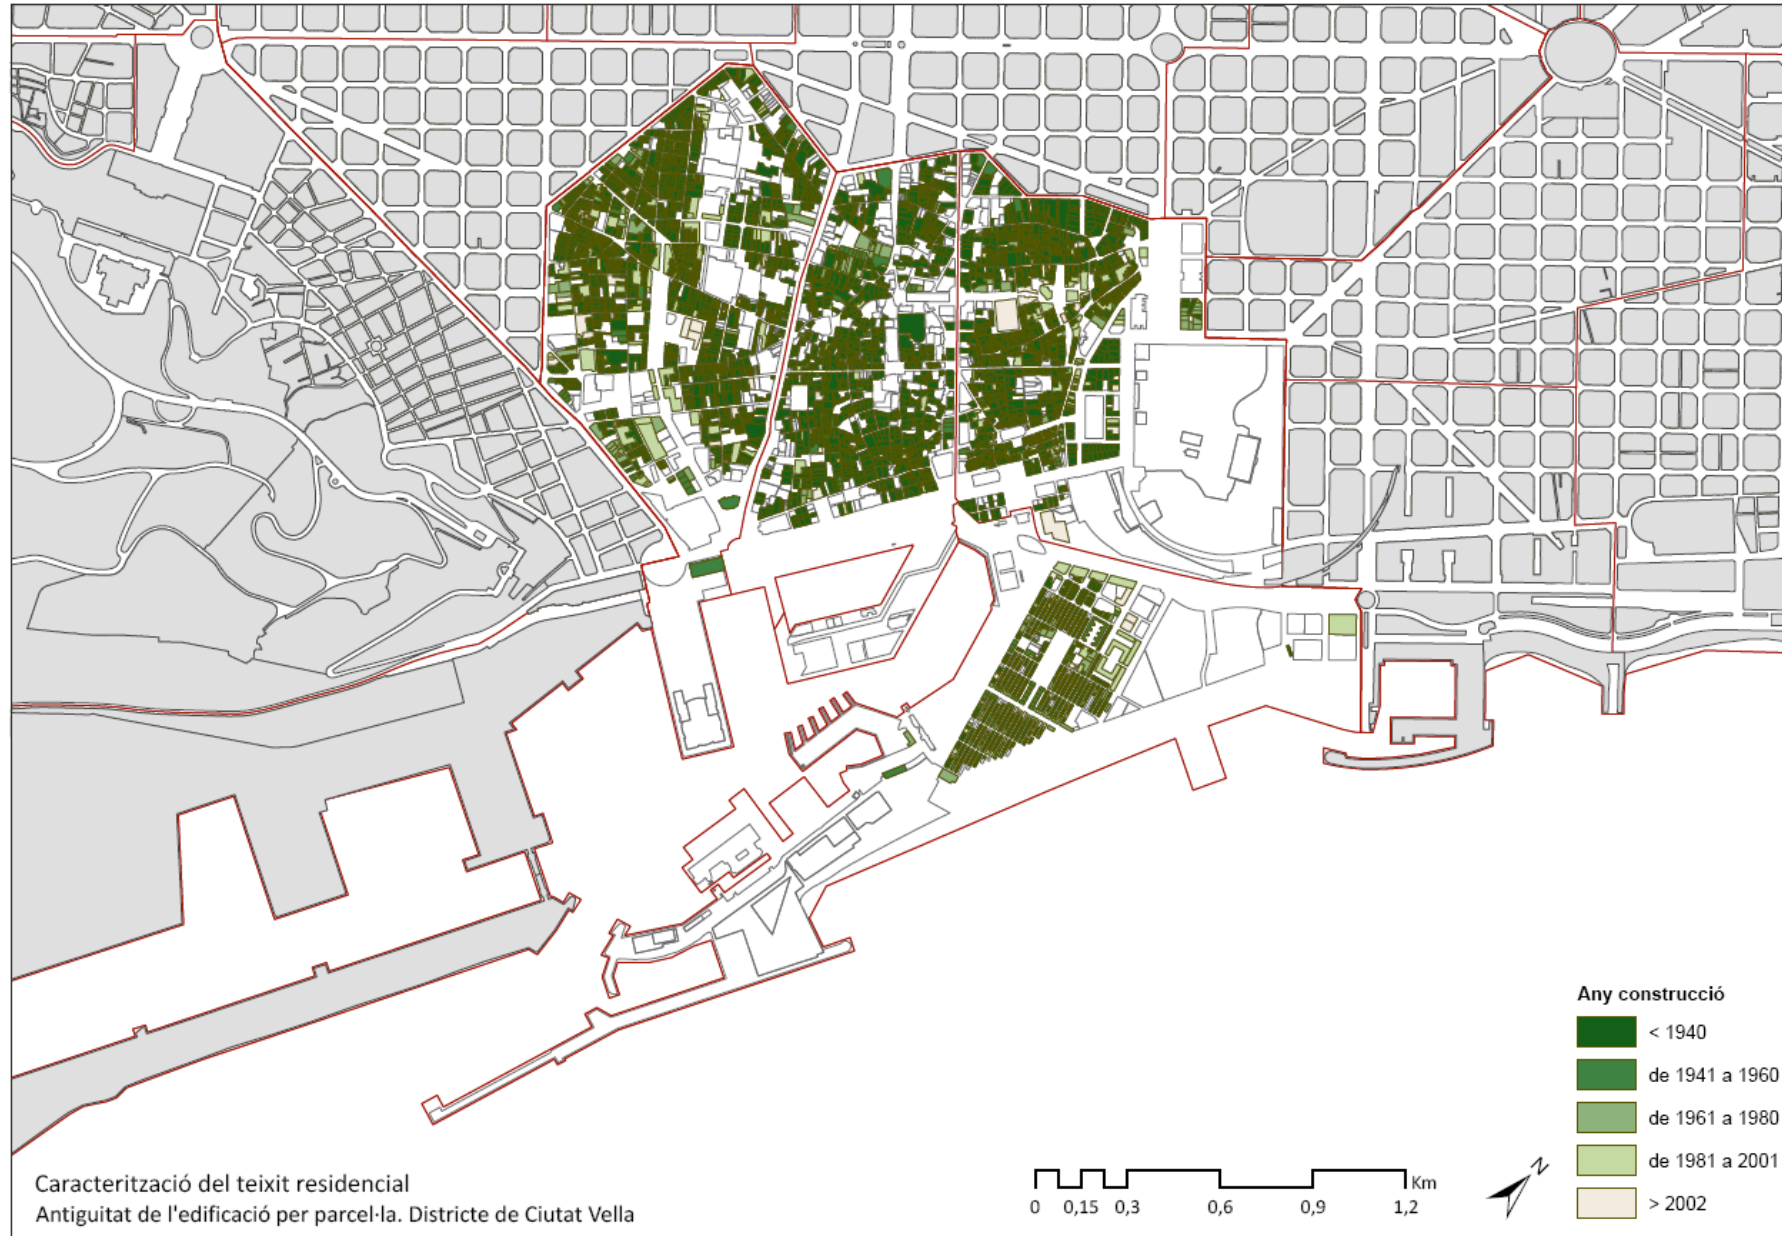 Any construcció
< 1940
de 1941 a 1960
de 1961 a 1980
de 1981 a 2001
> 2002
Caracterització del teixit residencial
Antiguitat de l'edificació per parcel·la. Districte de Ciutat Vella
Km
0 0,15 0,3 0,6 0,9 1,2
N